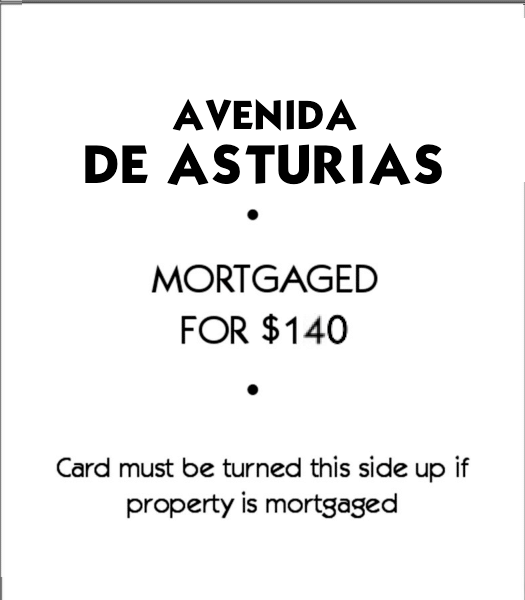 AVENIDA
DE ASTURIAS
•
MORTGAGED
FOR $140
•
Card must be turned this side up if
property is mortgaged